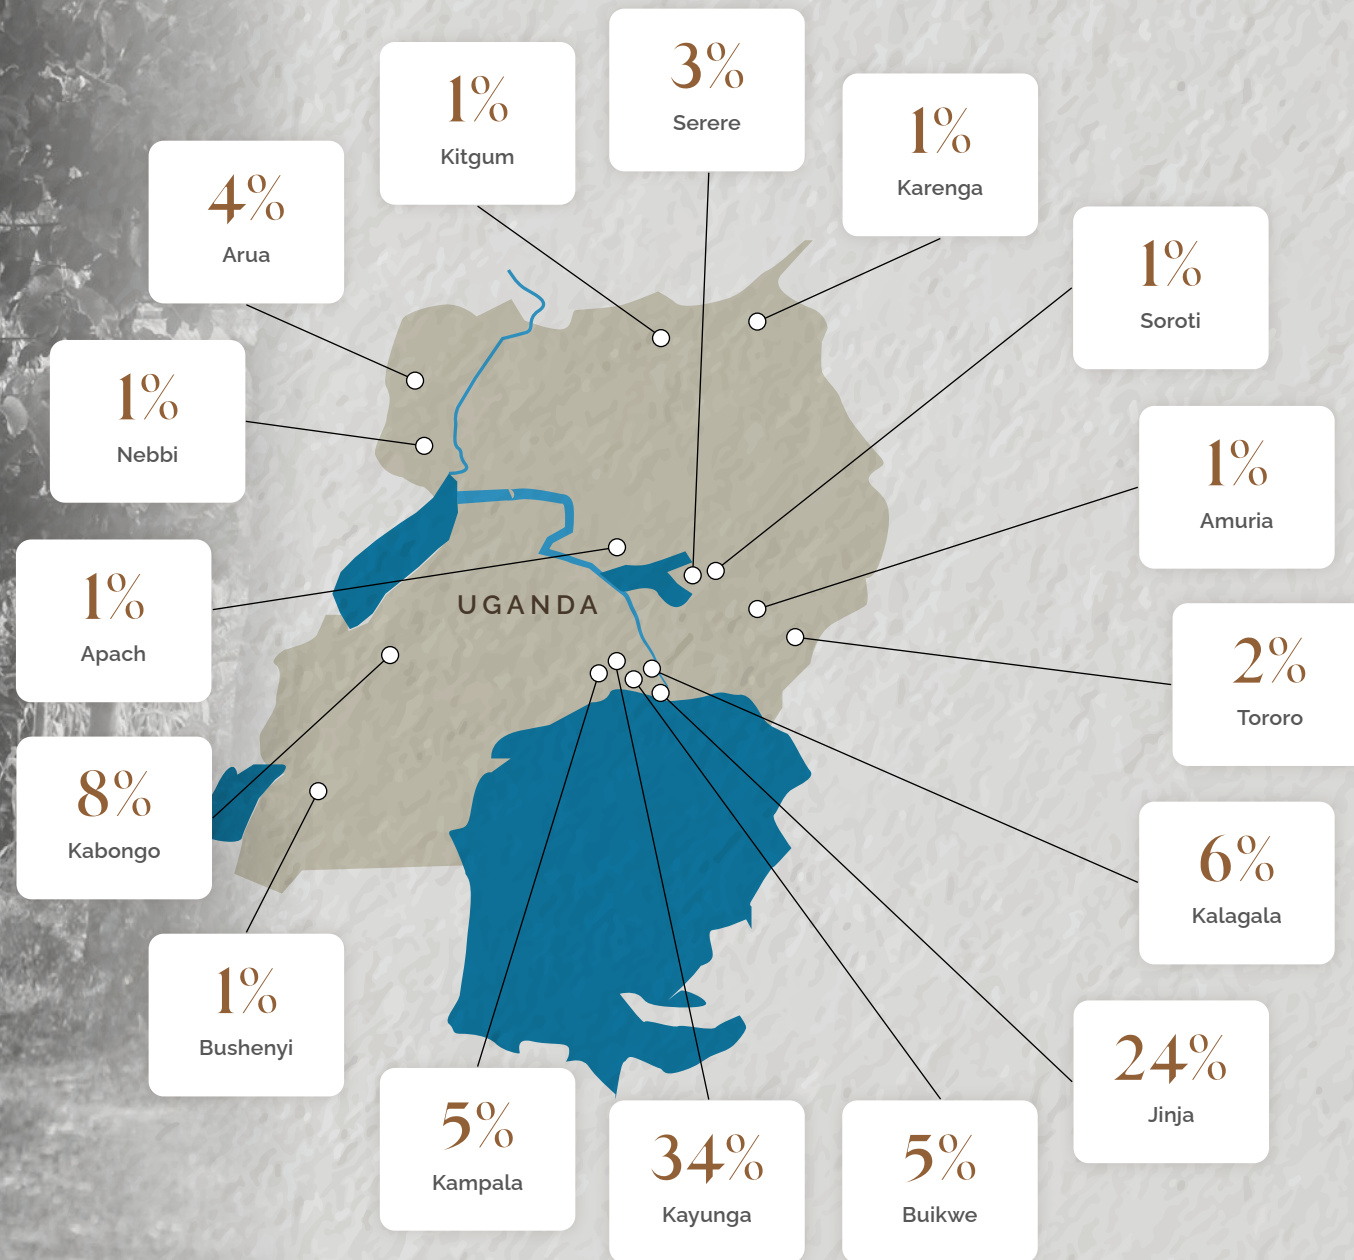 3%
Serere
1%
Kitgum
1%
Karenga
4%
Arua
1%
Soroti
1%
Nebbi
1%
Amuria
1%
Apach
UGANDA
2%
Tororo
8%
Kabongo
6%
Kalagala
1%
Bushenyi
24%
Jinja
5%
Kampala
34%
Kayunga
5%
Buikwe